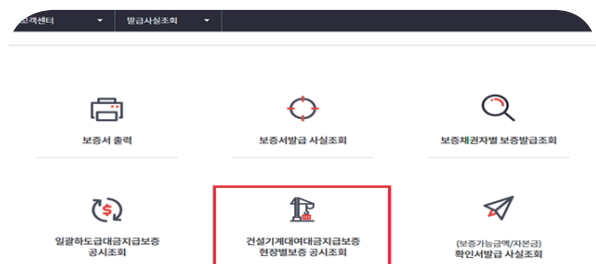 고객센터
발급사실조회
보증서 출력
보증서발급 사실조회
보증채권자별 보증발급조회
일괄하도급대금지급보증
공시조회
건설기계대여대금지급보증
현장별보증 공시조회
(보증가능금액/자본금)
확인서발급 사실조회